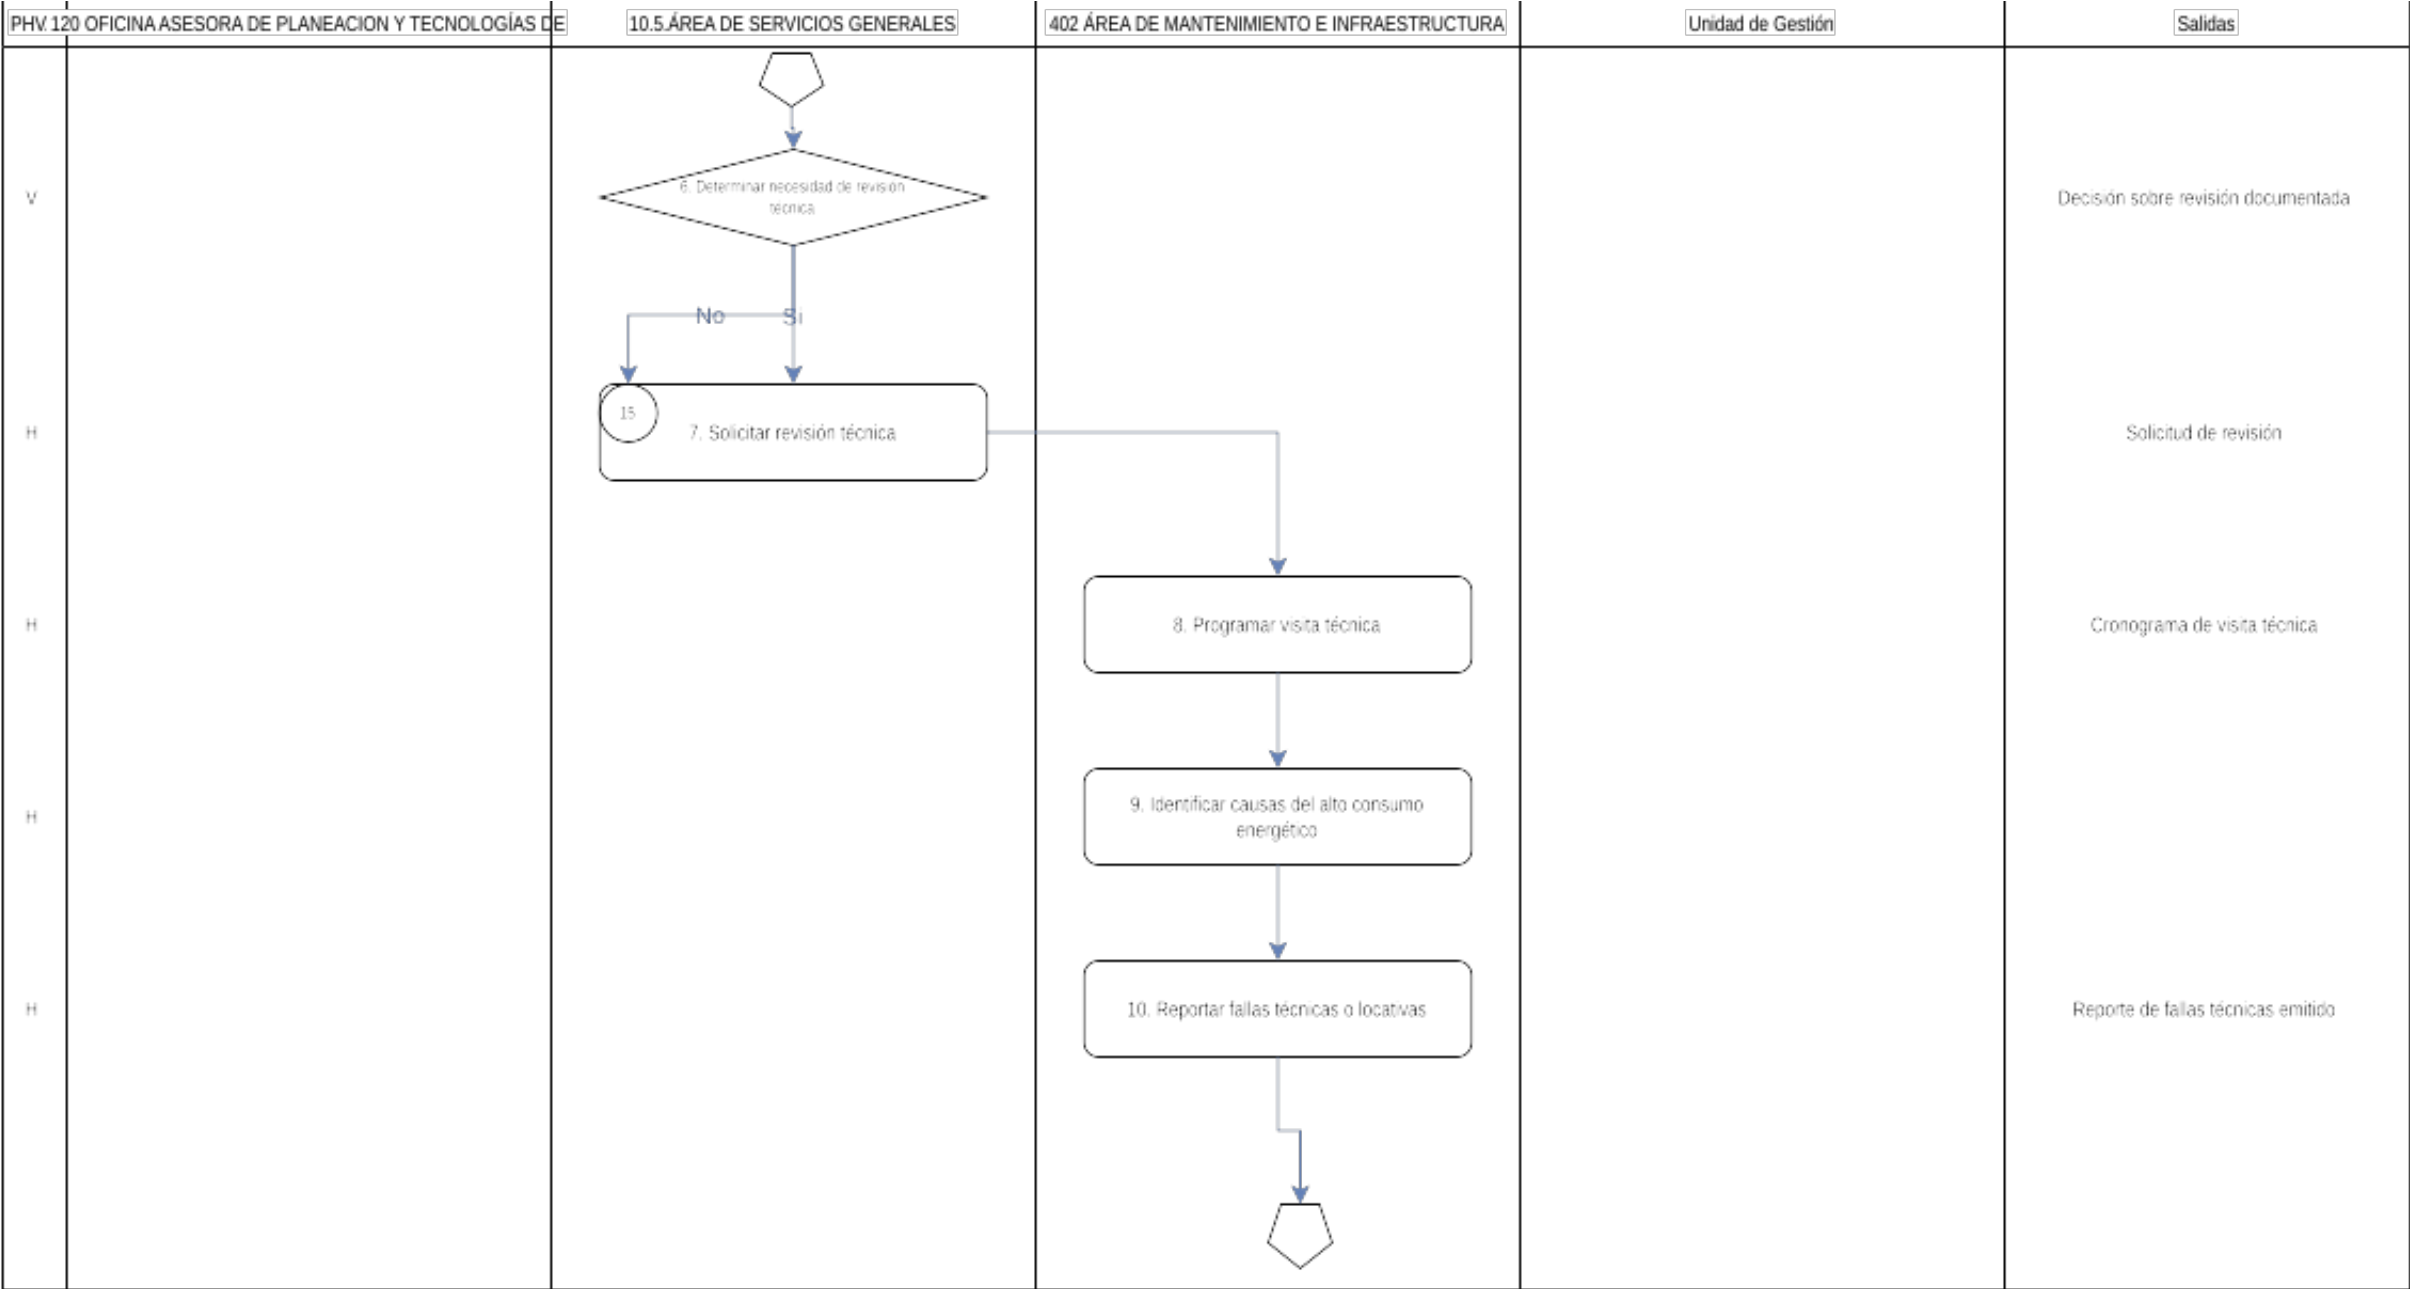 PHV. 120 OFICINA ASESORA DE PLANEACION Y TECNOLOGÍAS DE
10.5.ÁREA DE SERVICIOS GENERALES
402 ÁREA DE MANTENIMIENTO E INFRAESTRUCTURA
Unidad de Gestión
Salidas
V
6. Determinar necesidad de revisión
técnica
Decisión sobre revisión documentada
No
Si
H
15
7. Solicitar revisión técnica
Solicitud de revisión
H
8. Programar visita técnica
Cronograma de visita técnica
H
9. Identificar causas del alto consumo
energético
H
10. Reportar fallas técnicas o locativas
Reporte de fallas técnicas emitido